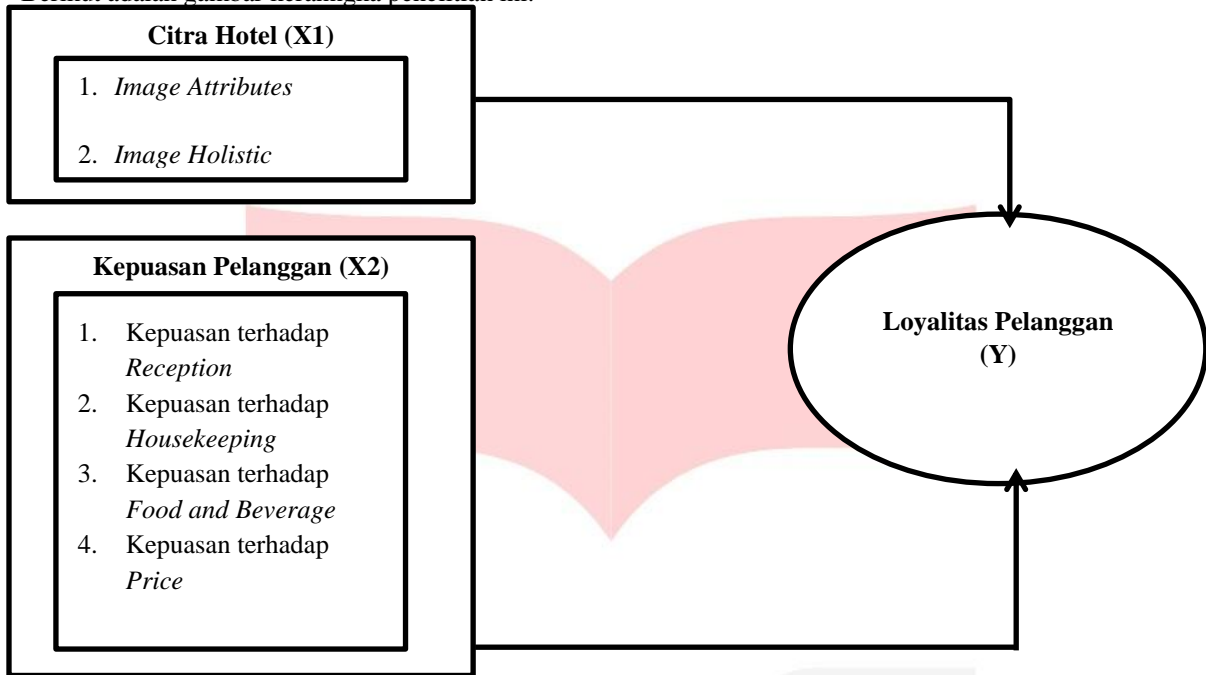 Citra Hotel (X1)
1. Image Attributes
2. Image Holistic
Kepuasan Pelanggan (X2)
1. Kepuasan terhadap
Reception
2. Kepuasan terhadap
Housekeeping
3. Kepuasan terhadap
Food and Beverage
4. Kepuasan terhadap
Price
Loyalitas Pelanggan
(Y)